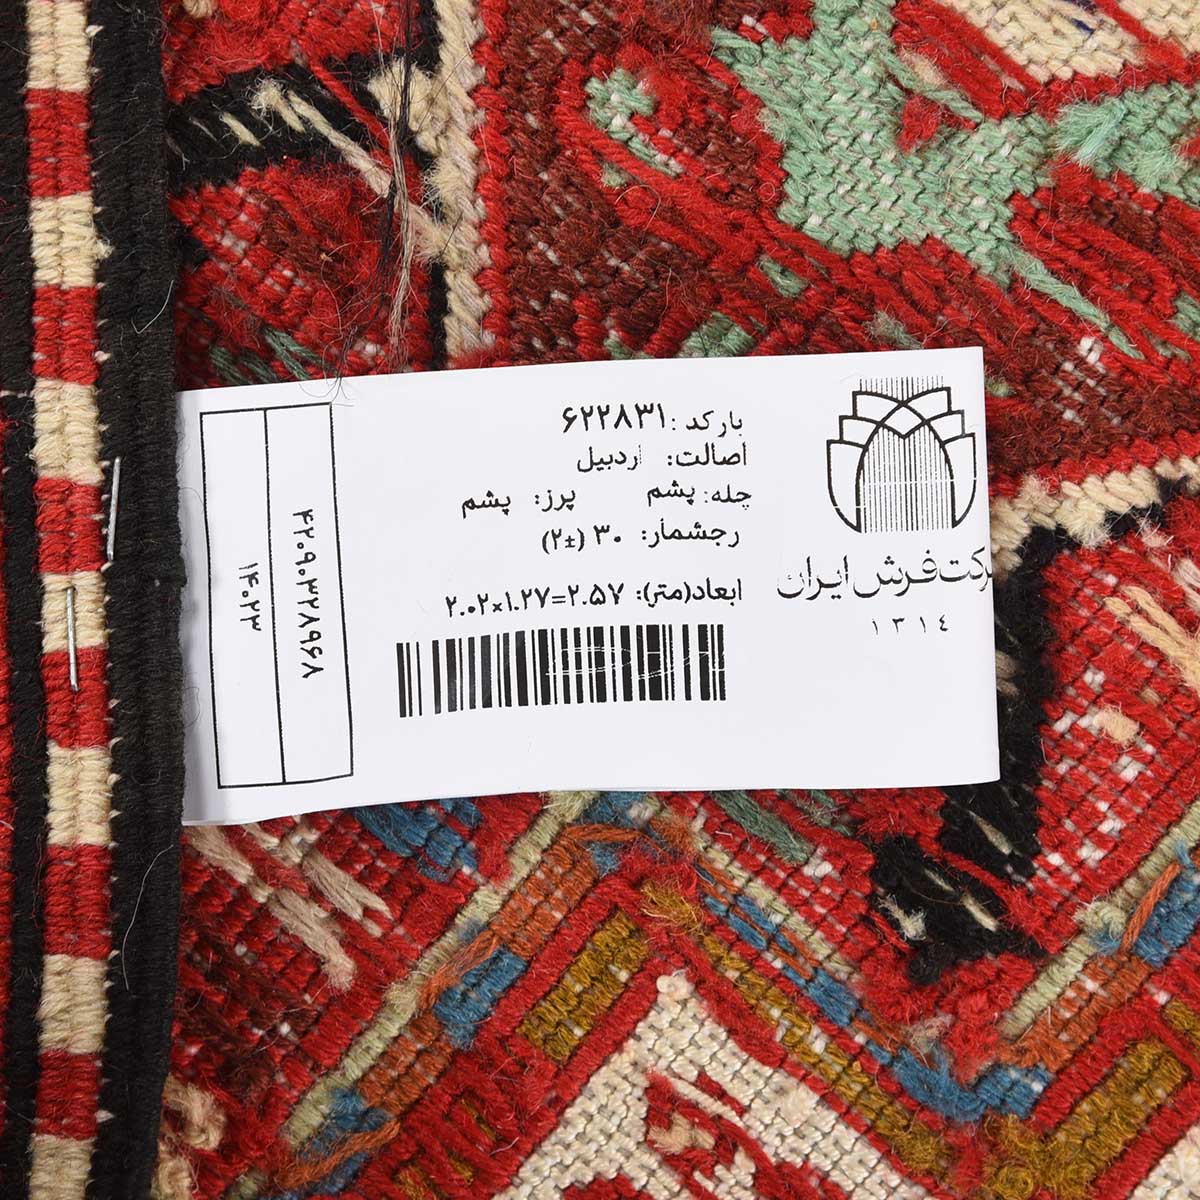 بارکد: ۶۲۲۸۳۱
اصالت: اردبیل
چله: پشم پرز: پشم
رجشمار: ۳۰ (±۲)
ابعاد(متر): ۲.۰۲×۱.۲۷=۲.۵۷
رکت فرش ایران
۱۳۱۴
۴۲۰۹۰۳۲۸۹۶۸
۱۴۰۲۳